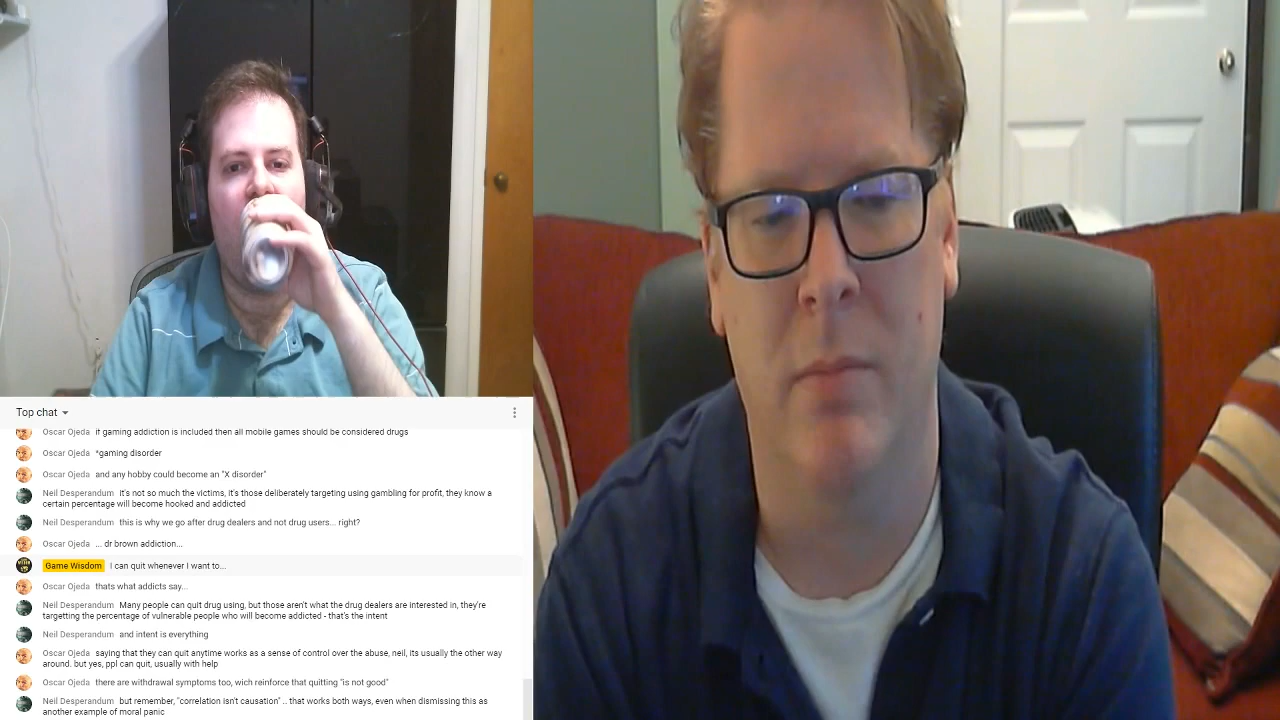 Top chat
Oscar Ojeda if gaming addiction is included then all mobile games should be considered drugs
Oscar Ojeda *gaming disorder
Oscar Ojeda and any hobby could become an "X disorder"
Neil Desperandum It's not so much the victims, it's those deliberately targeting using gambling for profit, they know a
certain percentage will become hooked and addicted
Neil Desperandum this is why we go after drug dealers and not drug users... right?
Oscar Ojeda ... dr brown addiction...
Game Wisdom I can quit whenever I want to...
Oscar Ojeda thats what addicts say...
Neil Desperandum Many people can quit drug using, but those aren't what the drug dealers are interested in, they're
targetting the percentage of vulnerable people who will become addicted - that's the intent
Neil Desperandum and intent is everything
Oscar Ojeda saying that they can quit anytime works as a sense of control over the abuse, neil, its usually the other way
around. but yes, ppl can quit, usually with help
Oscar Ojeda there are withdrawal symptoms too, wich reinforce that quitting "is not good"
Neil Desperandum but remember, "correlation isn't causation" .. that works both ways, even when dismissing this as
another example of moral panic